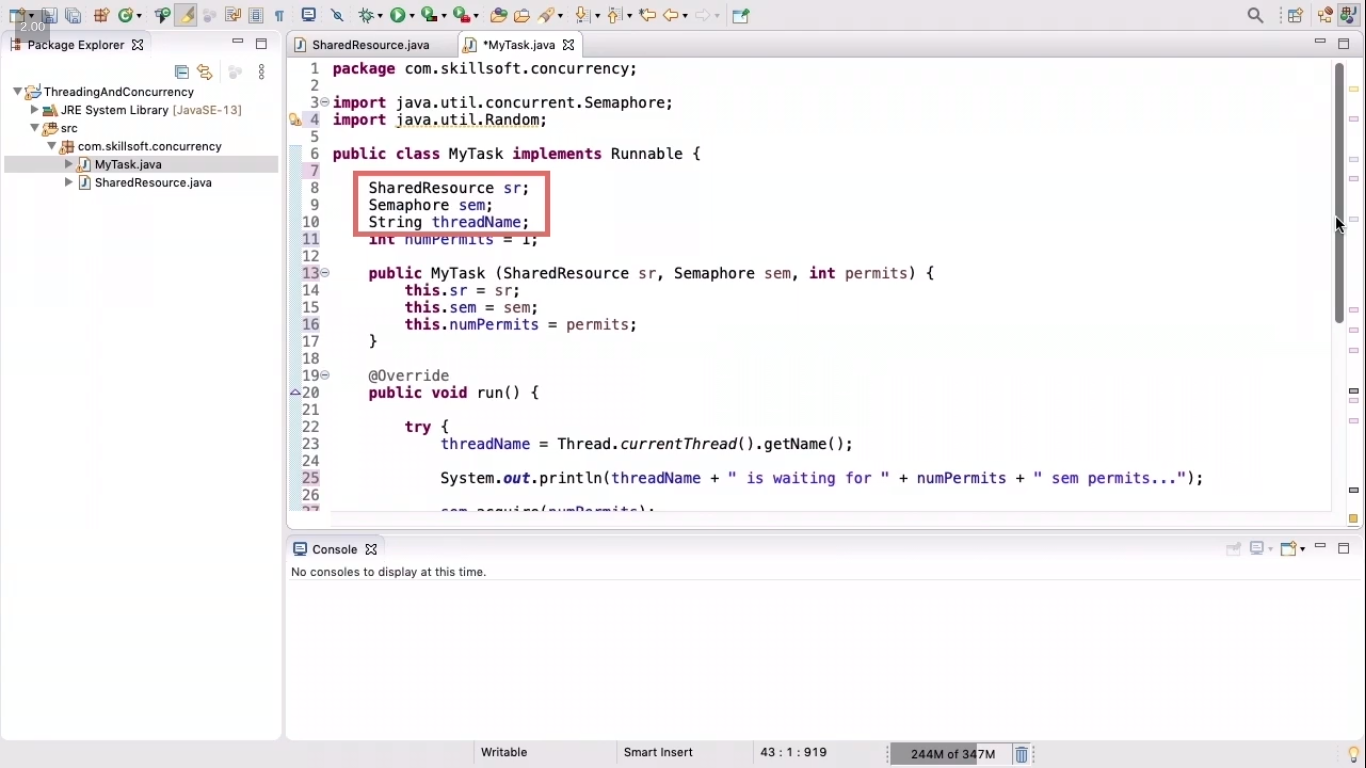 2.00
Package Explorer
SharedResource.java
*MyTask.java
ThreadingAndConcurrency
JRE System Library [JavaSE-13]
src
com.skillsoft.concurrency
MyTask.java
SharedResource.java
1 package com.skillsoft.concurrency;
2
3 import java.util.concurrent.Semaphore;
4 import java.util.Random;
5
6 public class MyTask implements Runnable {
7
8 SharedResource sr;
9 Semaphore sem;
10 String threadName;
11 int numPermits = 1;
12
13 public MyTask (SharedResource sr, Semaphore sem, int permits) {
14 this.sr = sr;
15 this.sem = sem;
16 this.numPermits = permits;
17 }
18
19 @Override
20 public void run() {
21
22 try {
23 threadName = Thread.currentThread().getName();
24
25 System.out.println(threadName + " is waiting for " + numPermits + " sem permits...");
26
27 sem.acquire(numPermits);
Console
No consoles to display at this time.
Writable
Smart Insert
43 : 1 : 919
244M of 347M